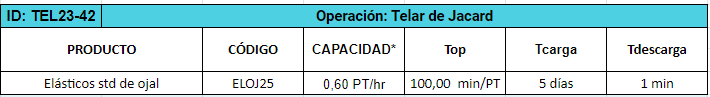 ID: TEL23-42 Operación: Telar de Jacard
PRODUCTO CÓDIGO CAPACIDAD* Top Tcarga Tdescarga
Elásticos std de ojal ELOJ25 0,60 PT/hr 100,00 min/PT 5 días 1 min